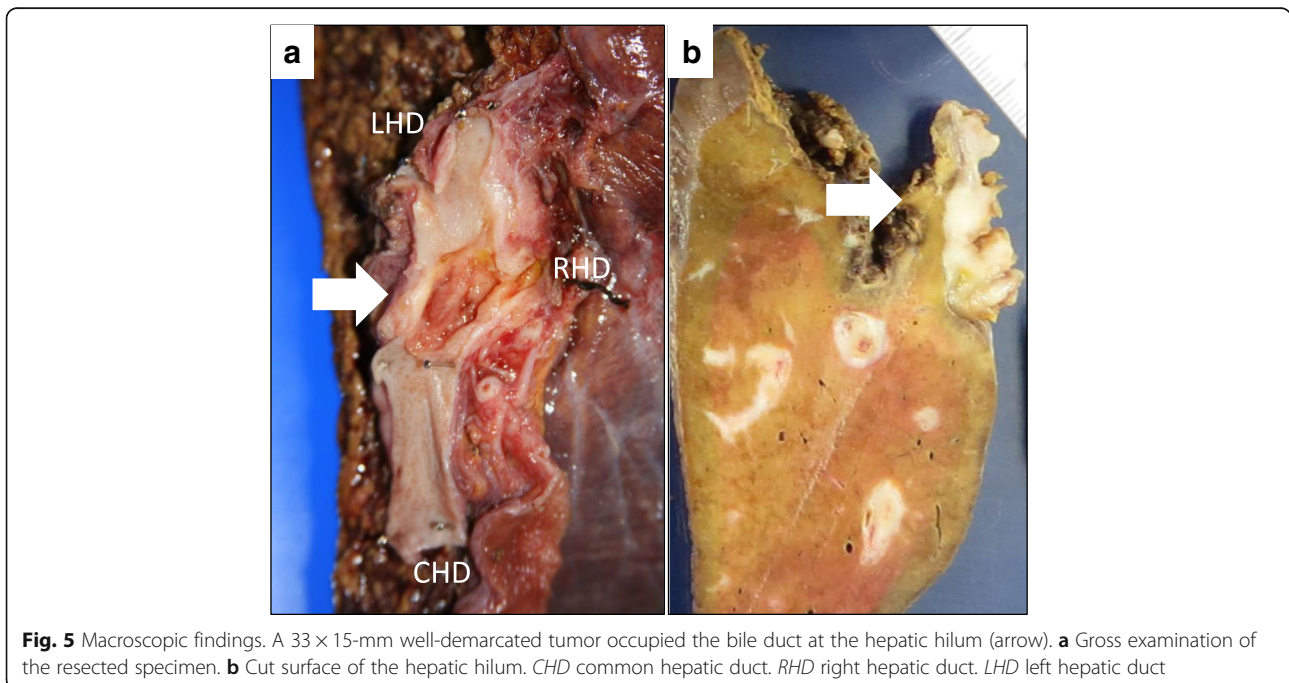 a
b
LHD
RHD
CHD
Fig. 5 Macroscopic findings. A 33 × 15-mm well-demarcated tumor occupied the bile duct at the hepatic hilum (arrow). a Gross examination of
the resected specimen. b Cut surface of the hepatic hilum. CHD common hepatic duct. RHD right hepatic duct. LHD left hepatic duct